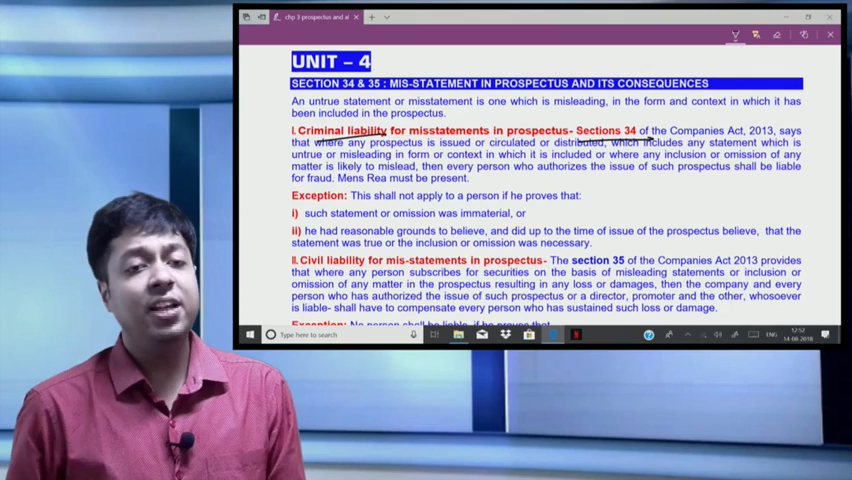 chp 3 prospectus and al
UNIT – 4
SECTION 34 & 35 : MIS-STATEMENT IN PROSPECTUS AND ITS CONSEQUENCES
An untrue statement or misstatement is one which is misleading, in the form and context in which it has
been included in the prospectus.
I. Criminal liability for misstatements in prospectus- Sections 34 of the Companies Act, 2013, says
that where any prospectus is issued or circulated or distributed, which includes any statement which is
untrue or misleading in form or context in which it is included or where any inclusion or omission of any
matter is likely to mislead, then every person who authorizes the issue of such prospectus shall be liable
for fraud. Mens Rea must be present.
Exception: This shall not apply to a person if he proves that:
i) such statement or omission was immaterial, or
ii) he had reasonable grounds to believe, and did up to the time of issue of the prospectus believe, that the
statement was true or the inclusion or omission was necessary.
II. Civil liability for mis-statements in prospectus- The section 35 of the Companies Act 2013 provides
that where any person subscribes for securities on the basis of misleading statements or inclusion or
omission of any matter in the prospectus resulting in any loss or damages, then the company and every
person who has authorized the issue of such prospectus or a director, promoter and the other, whosoever
is liable- shall have to compensate every person who has sustained such loss or damage.
Exception: No person shall be liable, if he proves that
Type here to search
ENG
12:52
14-08-2018